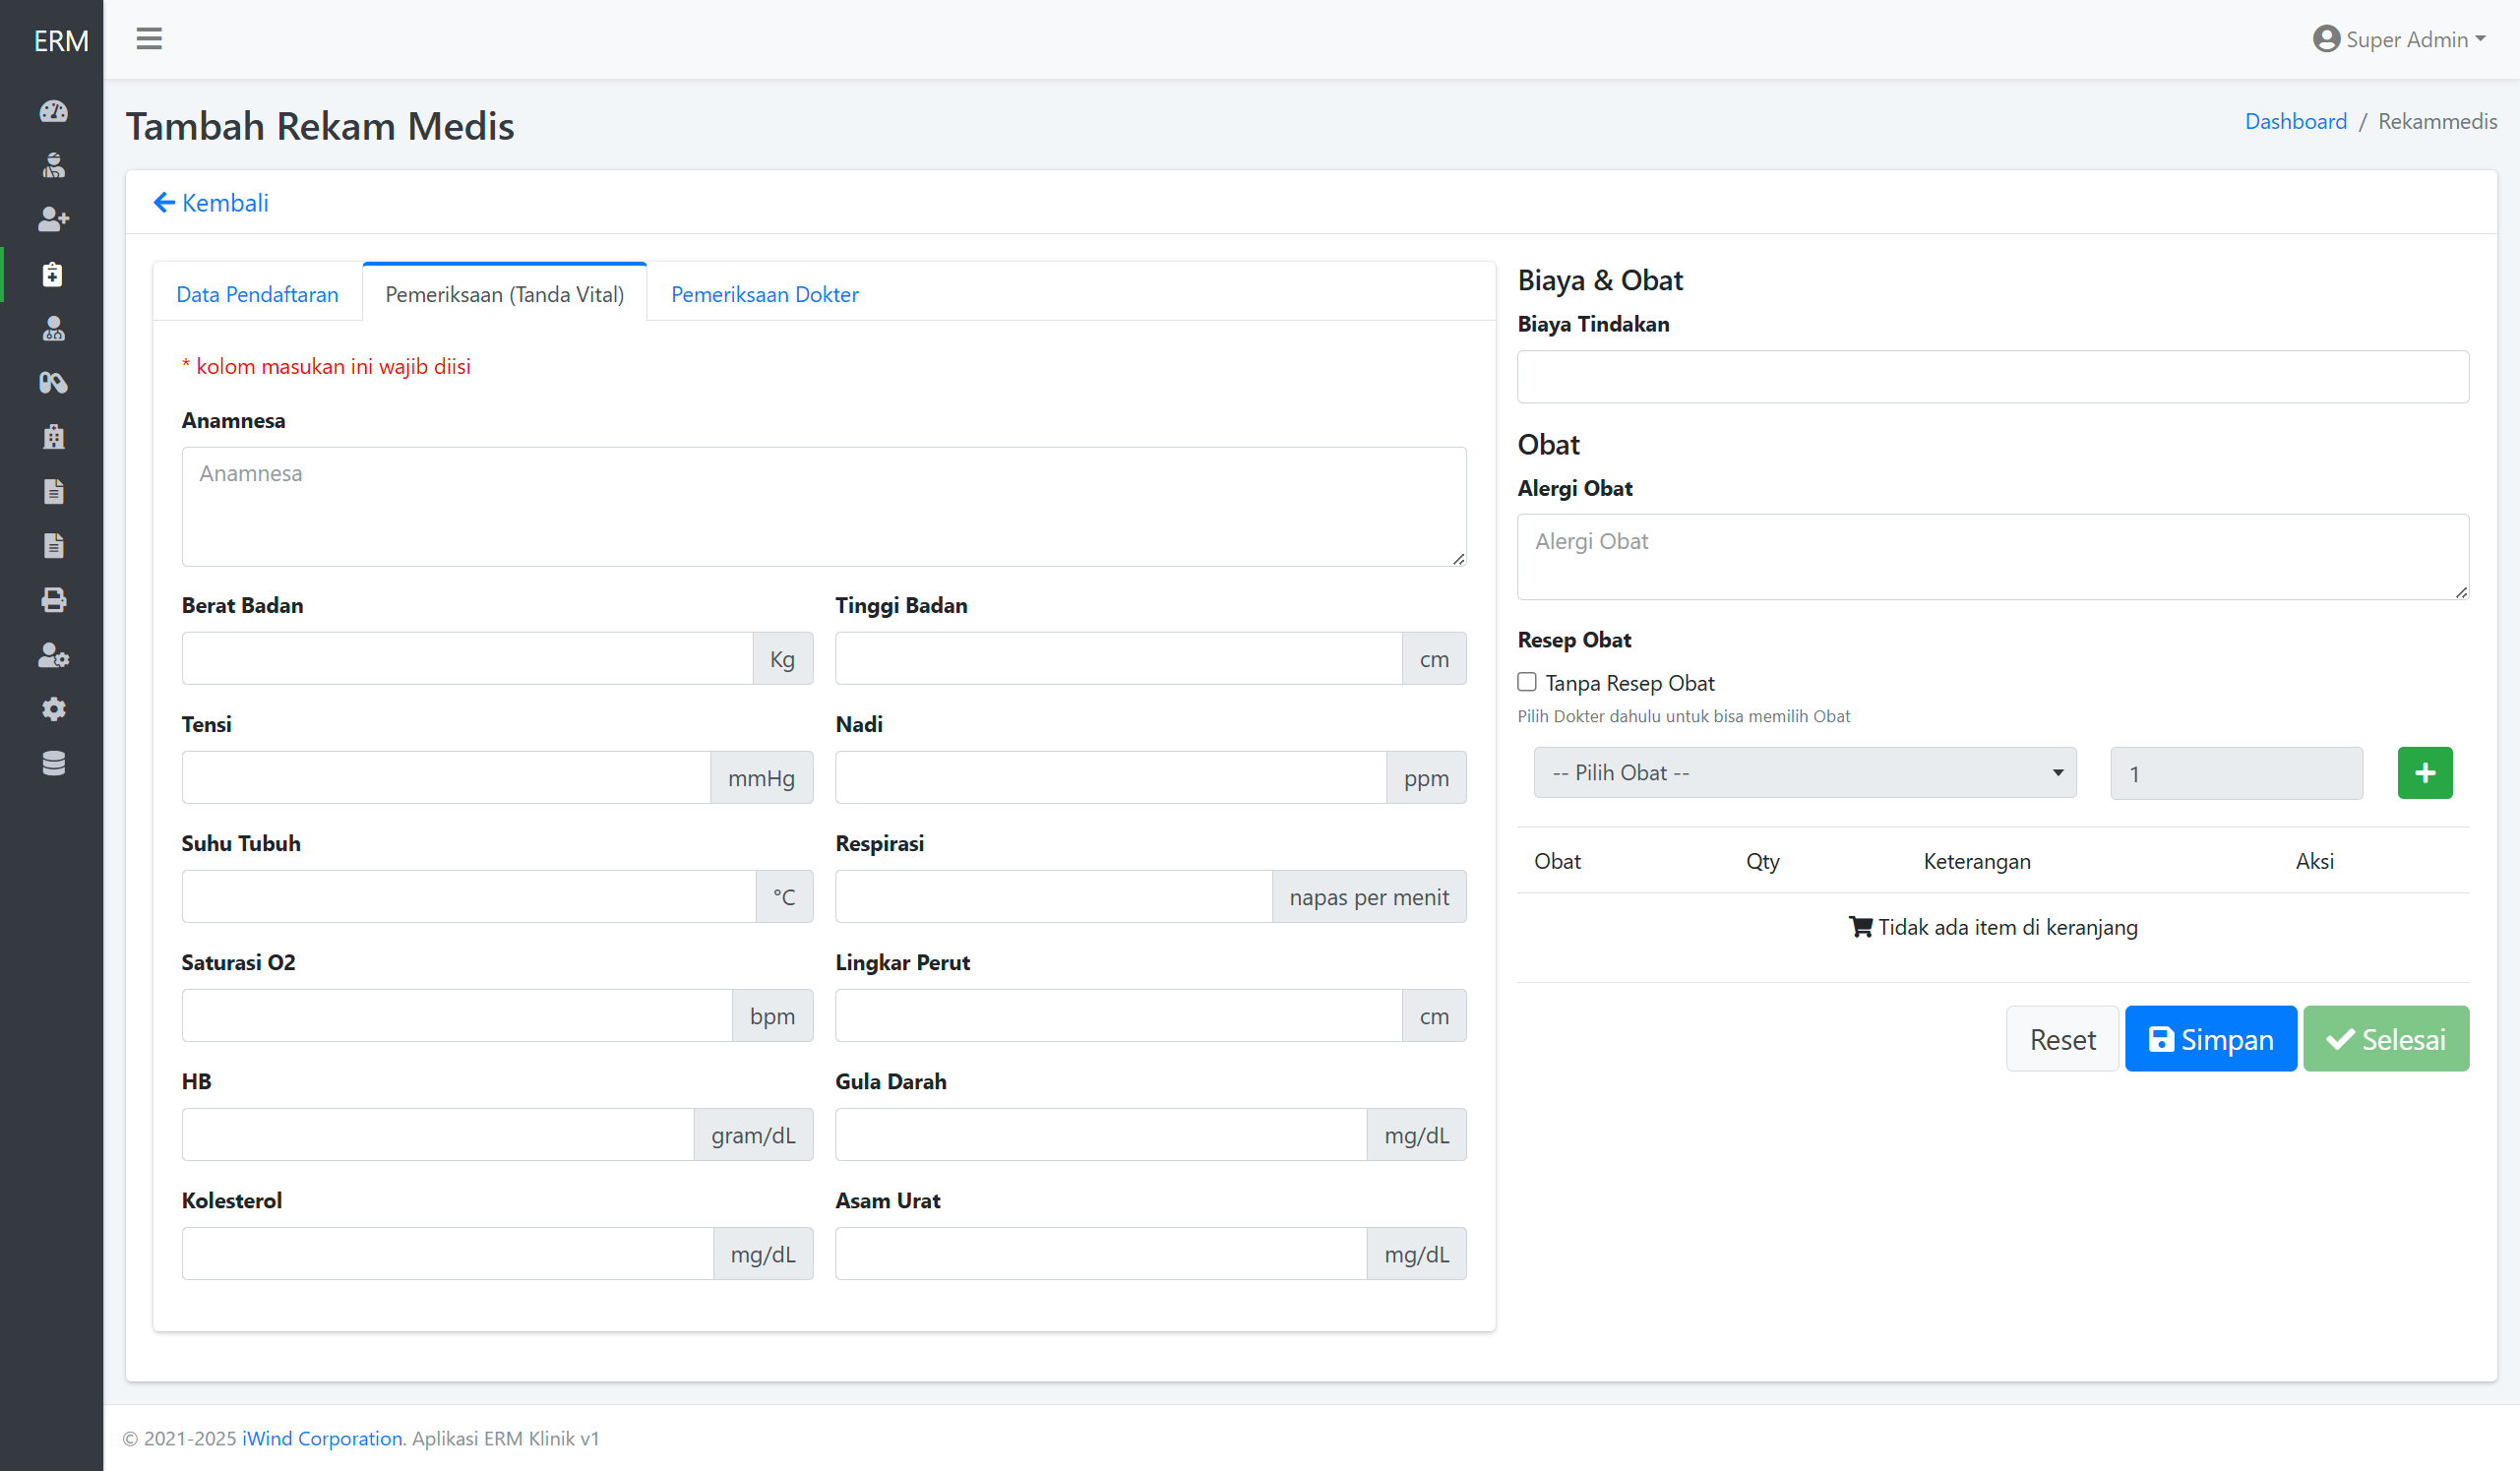 ERM
Super Admin
Tambah Rekam Medis
Dashboard / Rekammedis
Kembali
Data Pendaftaran
Pemeriksaan (Tanda Vital)
Pemeriksaan Dokter
* kolom masukan ini wajib diisi
Anamnesa
Anamnesa
Berat Badan
Tinggi Badan
Kg
cm
Tensi
Nadi
mmHg
ppm
Suhu Tubuh
Respirasi
°C
napas per menit
Saturasi O2
Lingkar Perut
bpm
cm
HB
Gula Darah
gram/dL
mg/dL
Kolesterol
Asam Urat
mg/dL
mg/dL
Biaya & Obat
Biaya Tindakan
Obat
Alergi Obat
Alergi Obat
Resep Obat
Tanpa Resep Obat
Pilih Dokter dahulu untuk bisa memilih Obat
-- Pilih Obat --
1
Obat Qty Keterangan Aksi
Tidak ada item di keranjang
Reset
Simpan
Selesai
© 2021-2025 iWind Corporation. Aplikasi ERM Klinik v1